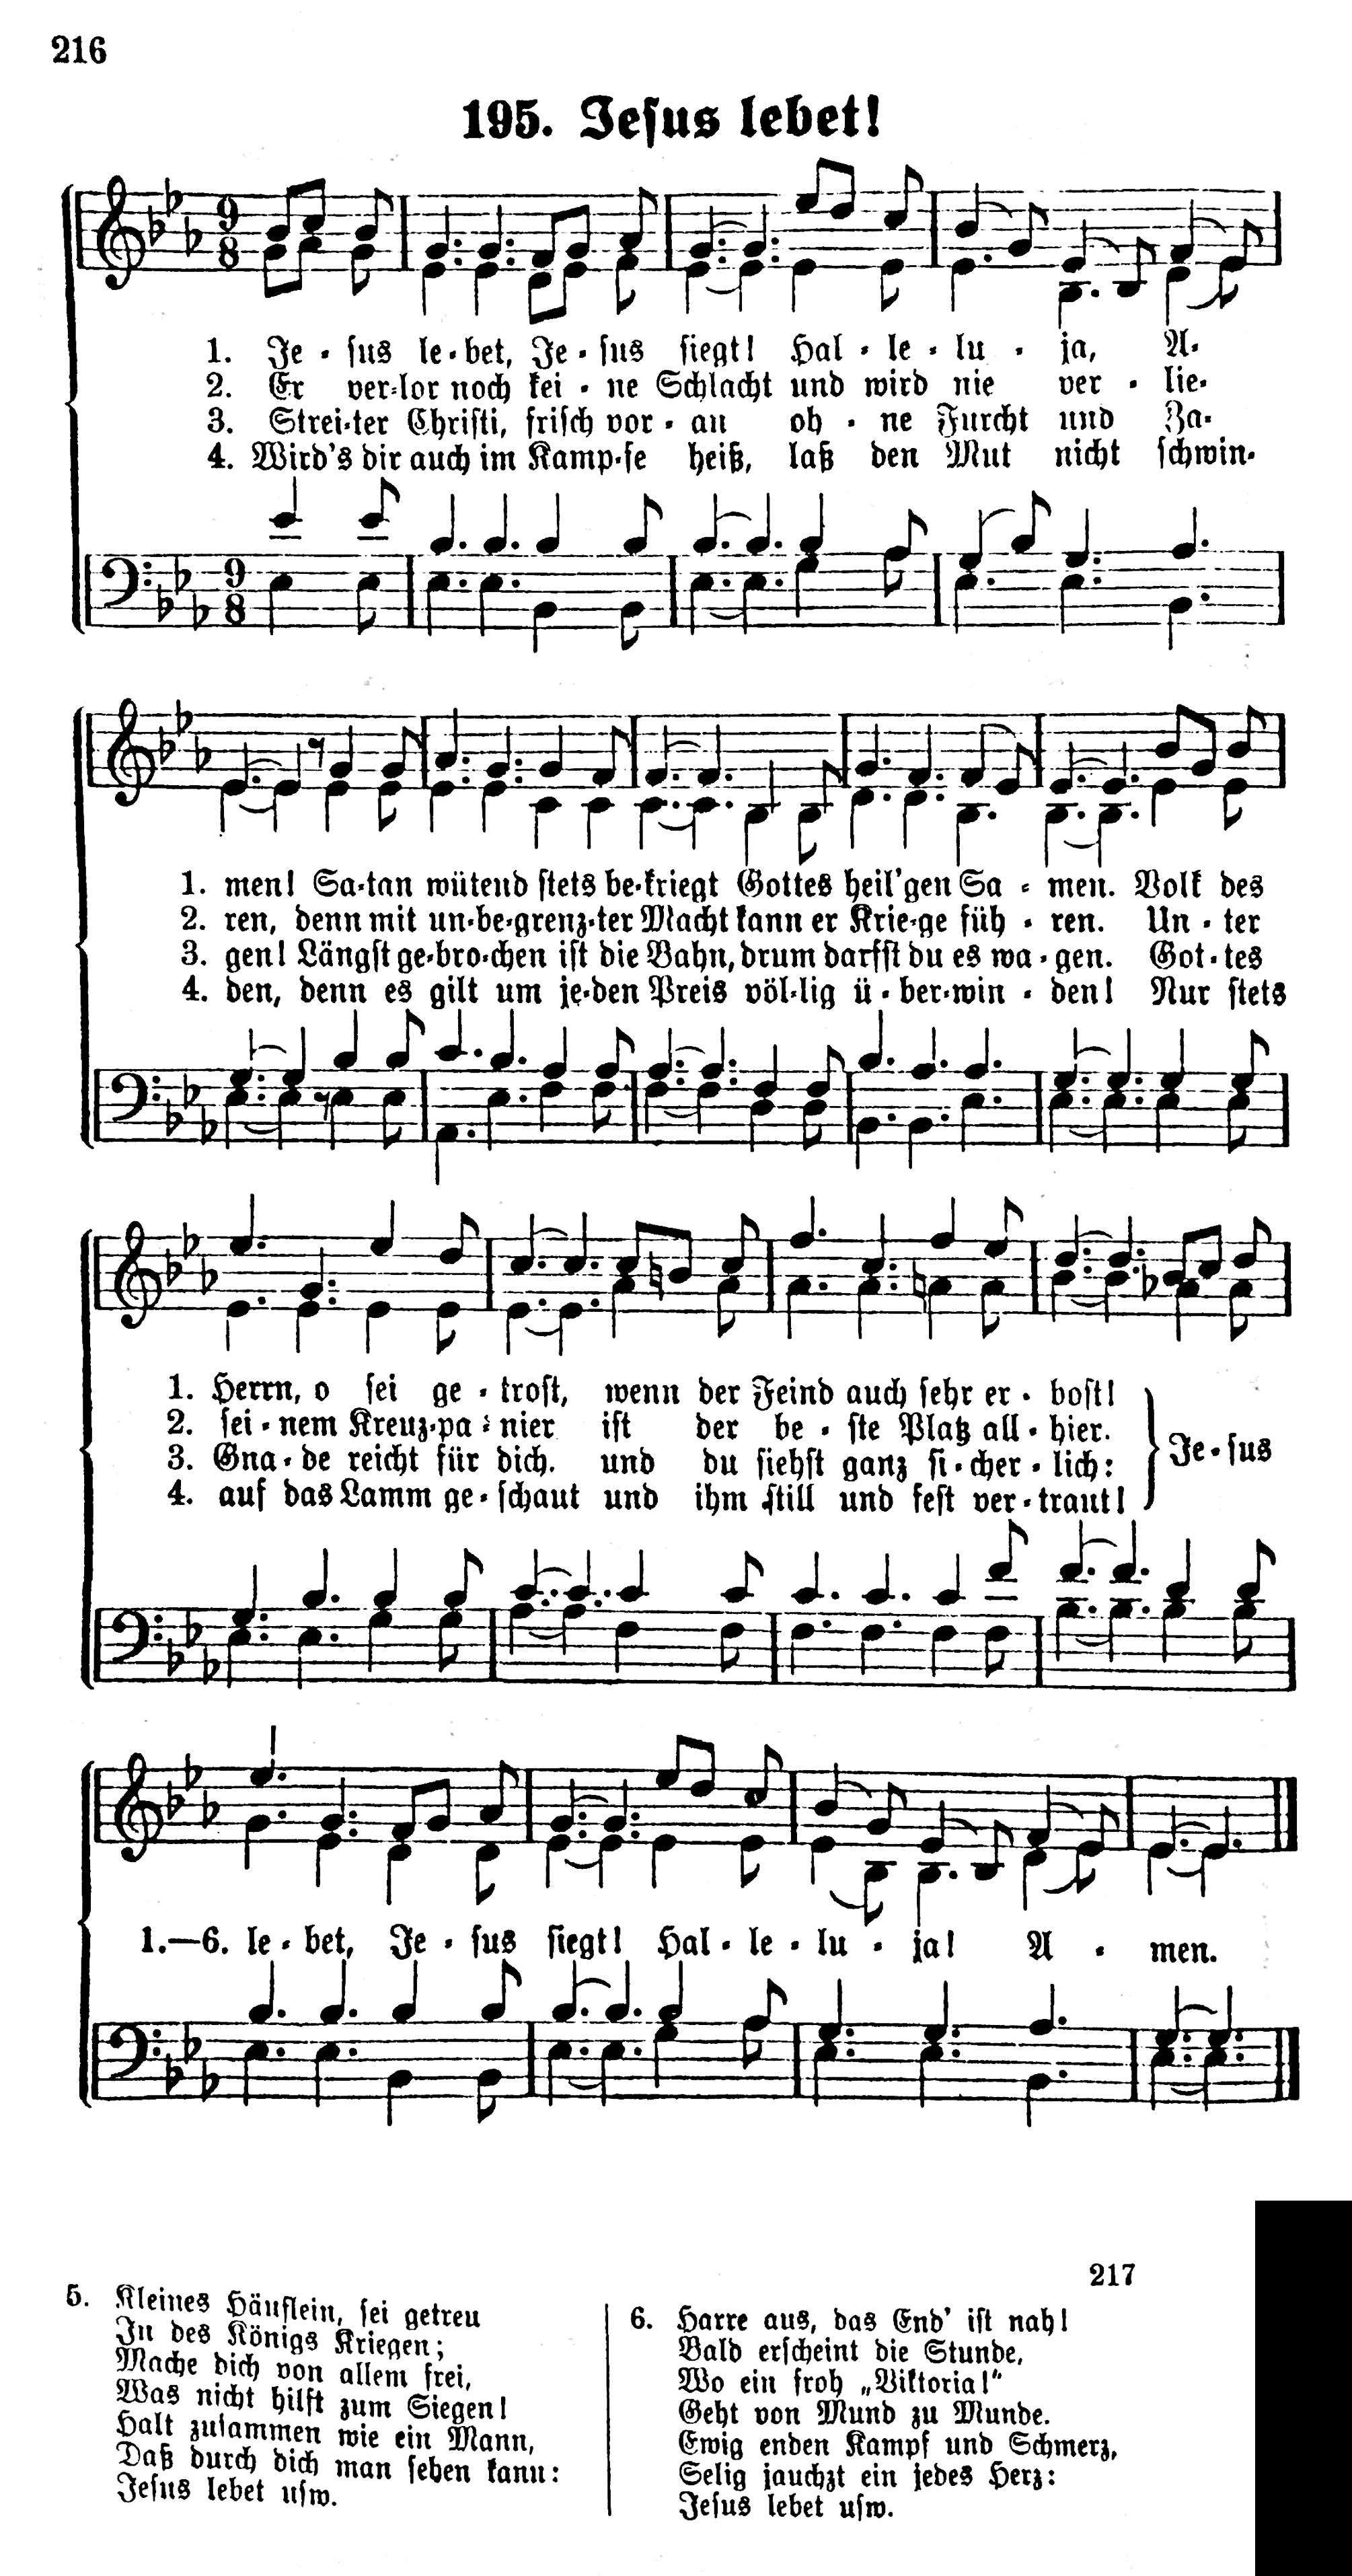 216
195. Jesus lebet!
9
8
1. Je - sus le - bet, Je - sus siegt! Hal - le - lu - ja, A-
2. Er ver-lor noch kei - ne Schlacht und wird nie ver - lie-
3. Strei-ter Christi, frisch vor - an oh - ne Furcht und Za-
4. Wird's dir auch im Kamp-fe heiß, laß den Mut nicht schwin-
9
8
1. men! Sa-tan wütend stets be-kriegt Gottes heil'gen Sa - men. Volk des
2. ren, denn mit un-be-grenz-ter Macht kann er Krie-ge füh - ren. Un - ter
3. gen! Längst ge-bro-chen ist die Bahn, drum darfst du es wa - gen. Got - tes
4. den, denn es gilt um je-den Preis völ-lig ü - ber-win - den! Nur stets
1. Herrn, o sei ge - trost, wenn der Feind auch sehr er - bost!
2. sei - nem Kreuz-pa - nier ist der be - ste Platz all - hier.
3. Gna - de reicht für dich. und du siehst ganz si - cher - lich:
4. auf das Lamm ge - schaut und ihm still und fest ver - traut!
Je - sus
1.—6. le - bet, Je - sus siegt! Hal - le - lu - ja! A - men.
217
5. Kleines Häuflein, sei getreu
In des Königs Kriegen;
Mache dich von allem frei,
Was nicht hilft zum Siegen!
Halt zusammen wie ein Mann,
Daß durch dich man sehen kann:
Jesus lebet usw.
6. Harre aus, das End' ist nah!
Bald erscheint die Stunde,
Wo ein froh „Viktoria!“
Geht von Mund zu Munde.
Ewig enden Kampf und Schmerz,
Selig jauchzt ein jedes Herz:
Jesus lebet usw.